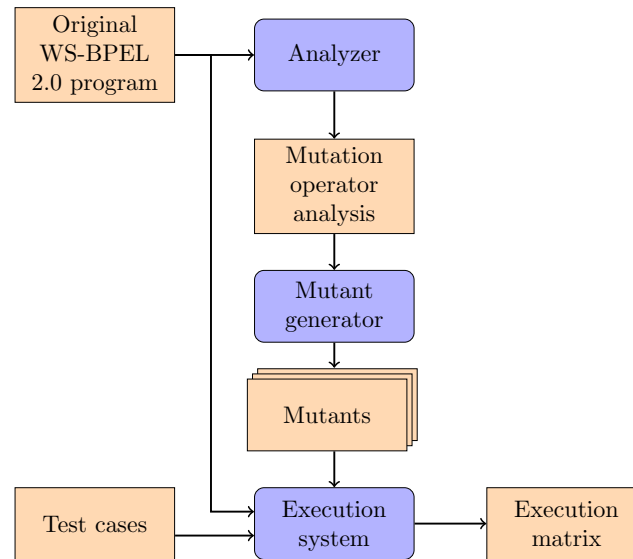 Original
WS-BPEL
2.0 program
Analyzer
Mutation
operator
analysis
Mutant
generator
Mutants
Test cases
Execution
system
Execution
matrix